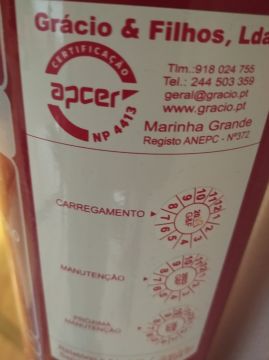 Grácio & Filhos, Lda
CERTIFICAÇÃO
apcer
NP 4413
Tlm.:918 024 755
Tel.: 244 503 359
geral@gracio.pt
www.gracio.pt
Marinha Grande
Registo ANEPC - Nº372
CARREGAMENTO
MANUTENÇÃO
PRÓXIMA
MANUTENÇÃO